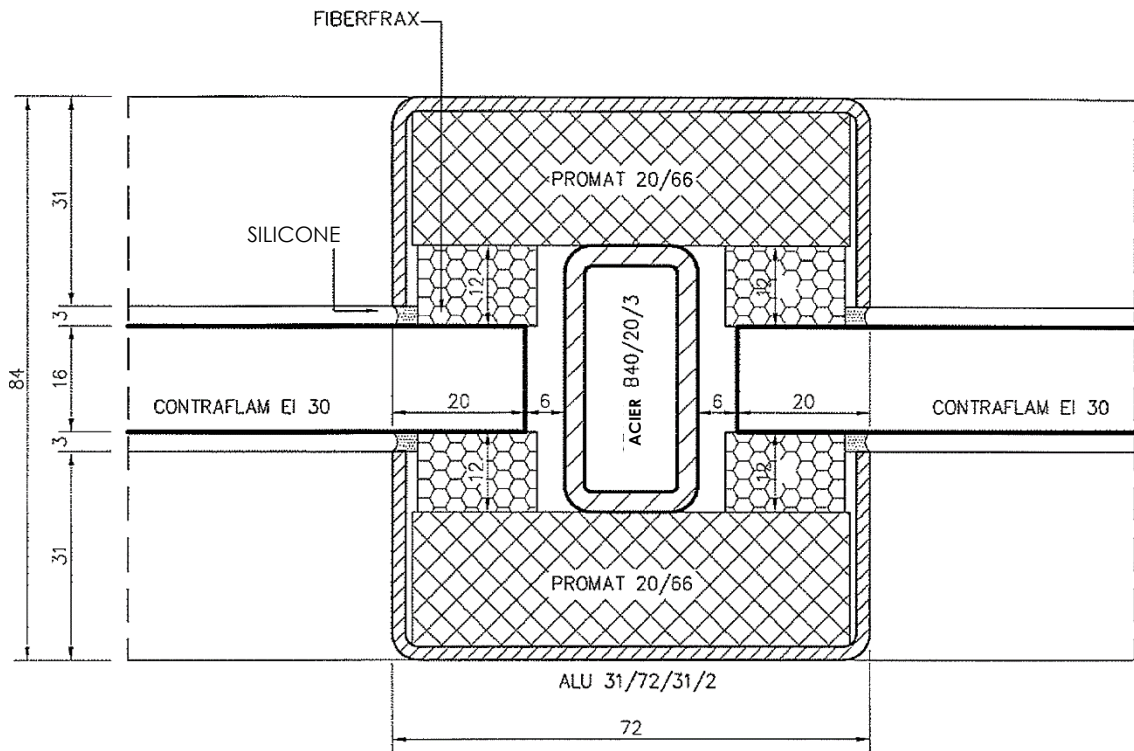 FIBERFRAX
PROMAT 20/66
31
SILICONE
12
12
3
ACIER B40/20/3
84
16
CONTRAFLAM EI 30
20
6
6
20
CONTRAFLAM EI 30
3
12
12
31
PROMAT 20/66
ALU 31/72/31/2
72